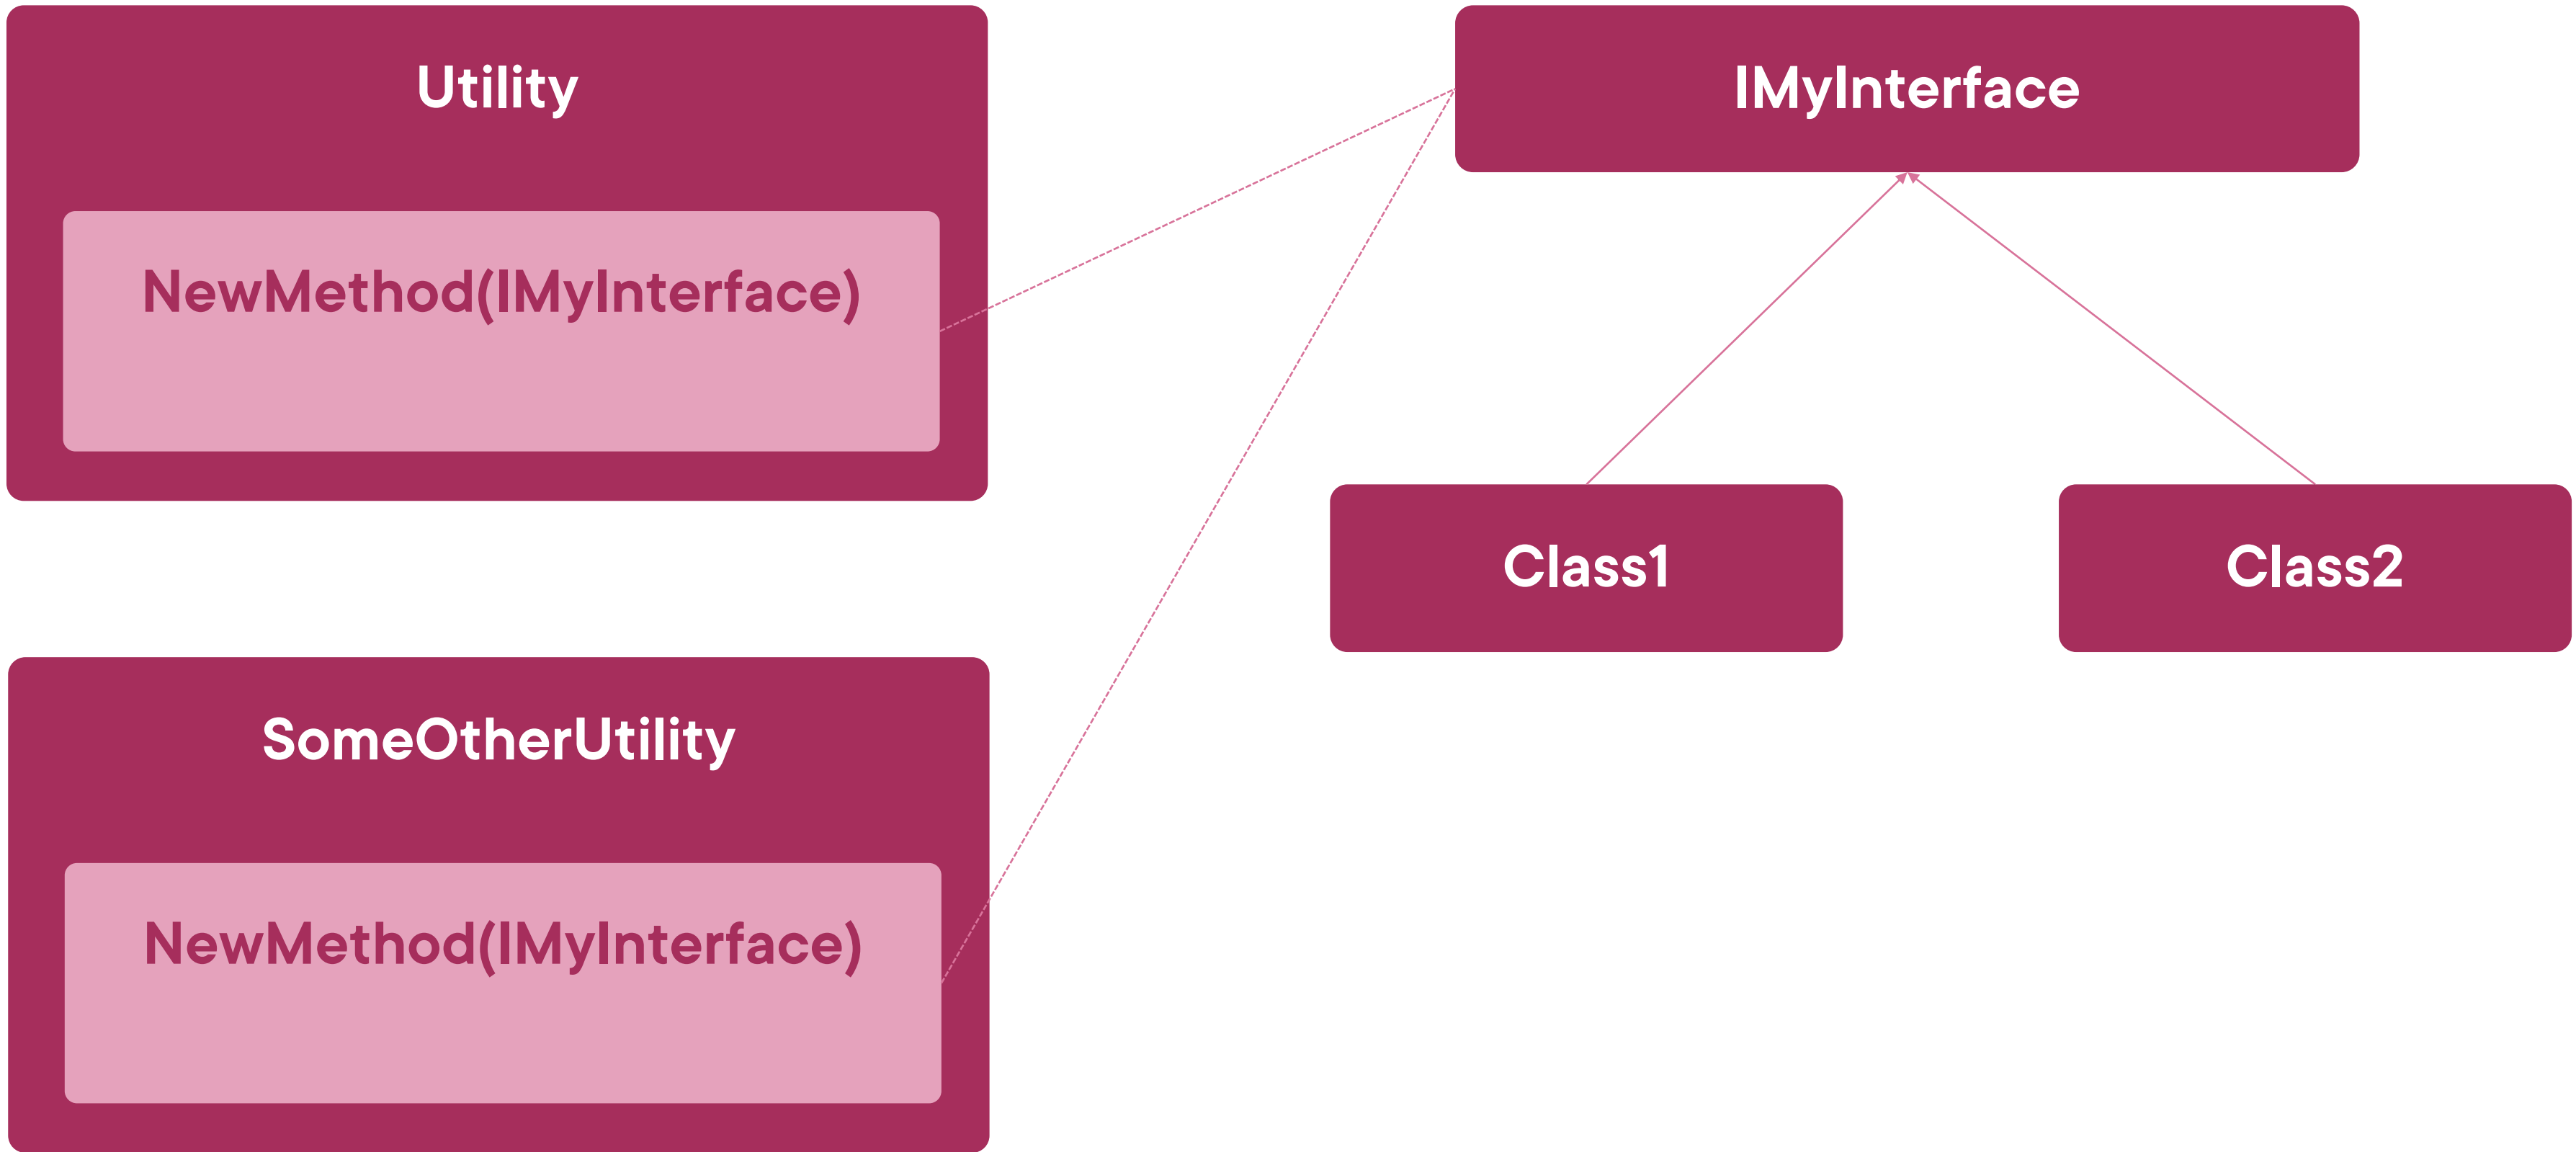 Utility
NewMethod(IMyInterface)
IMyInterface
Class1
Class2
SomeOtherUtility
NewMethod(IMyInterface)